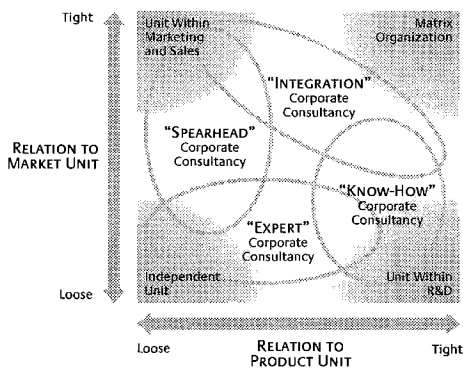 Tight
Unit Within
Marketing
and Sales
Matrix
Organization
"INTEGRATION"
Corporate
Consultancy
"SPEARHEAD"
Corporate
Consultancy
RELATION TO
MARKET UNIT
"KNOW-HOW"
Corporate
Consultancy
"EXPERT"
Corporate
Consultancy
Independent
Unit
Unit Within
R&D
Loose
Loose
RELATION TO
PRODUCT UNIT
Tight